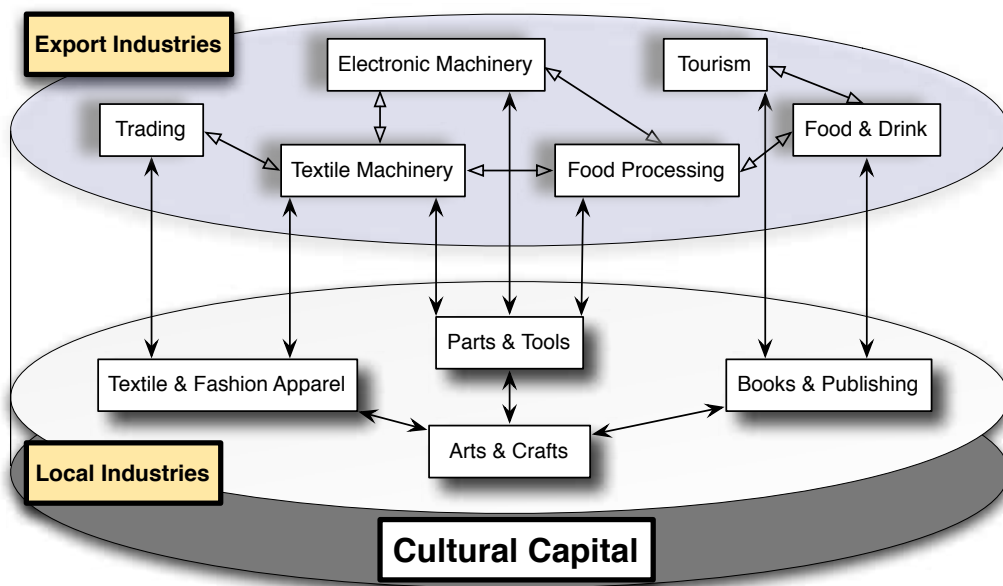 Export Industries
Electronic Machinery
Tourism
Trading
Food & Drink
Textile Machinery
Food Processing
Parts & Tools
Textile & Fashion Apparel
Books & Publishing
Arts & Crafts
Local Industries
Cultural Capital